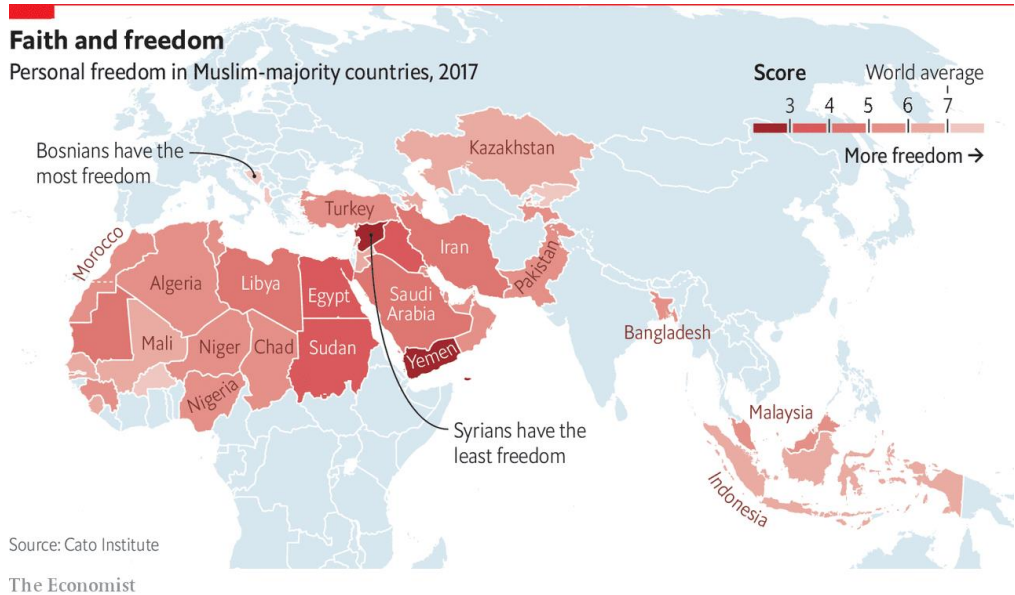 Faith and freedom
Personal freedom in Muslim-majority countries, 2017
Score
World average
3 4 5 6 7
More freedom →
Bosnians have the
most freedom
Kazakhstan
Turkey
Morocco
Algeria
Libya
Egypt
Iran
Saudi
Arabia
Pakistan
Mali
Niger
Chad
Sudan
Yemen
Nigeria
Bangladesh
Malaysia
Indonesia
Syrians have the
least freedom
Source: Cato Institute
The Economist